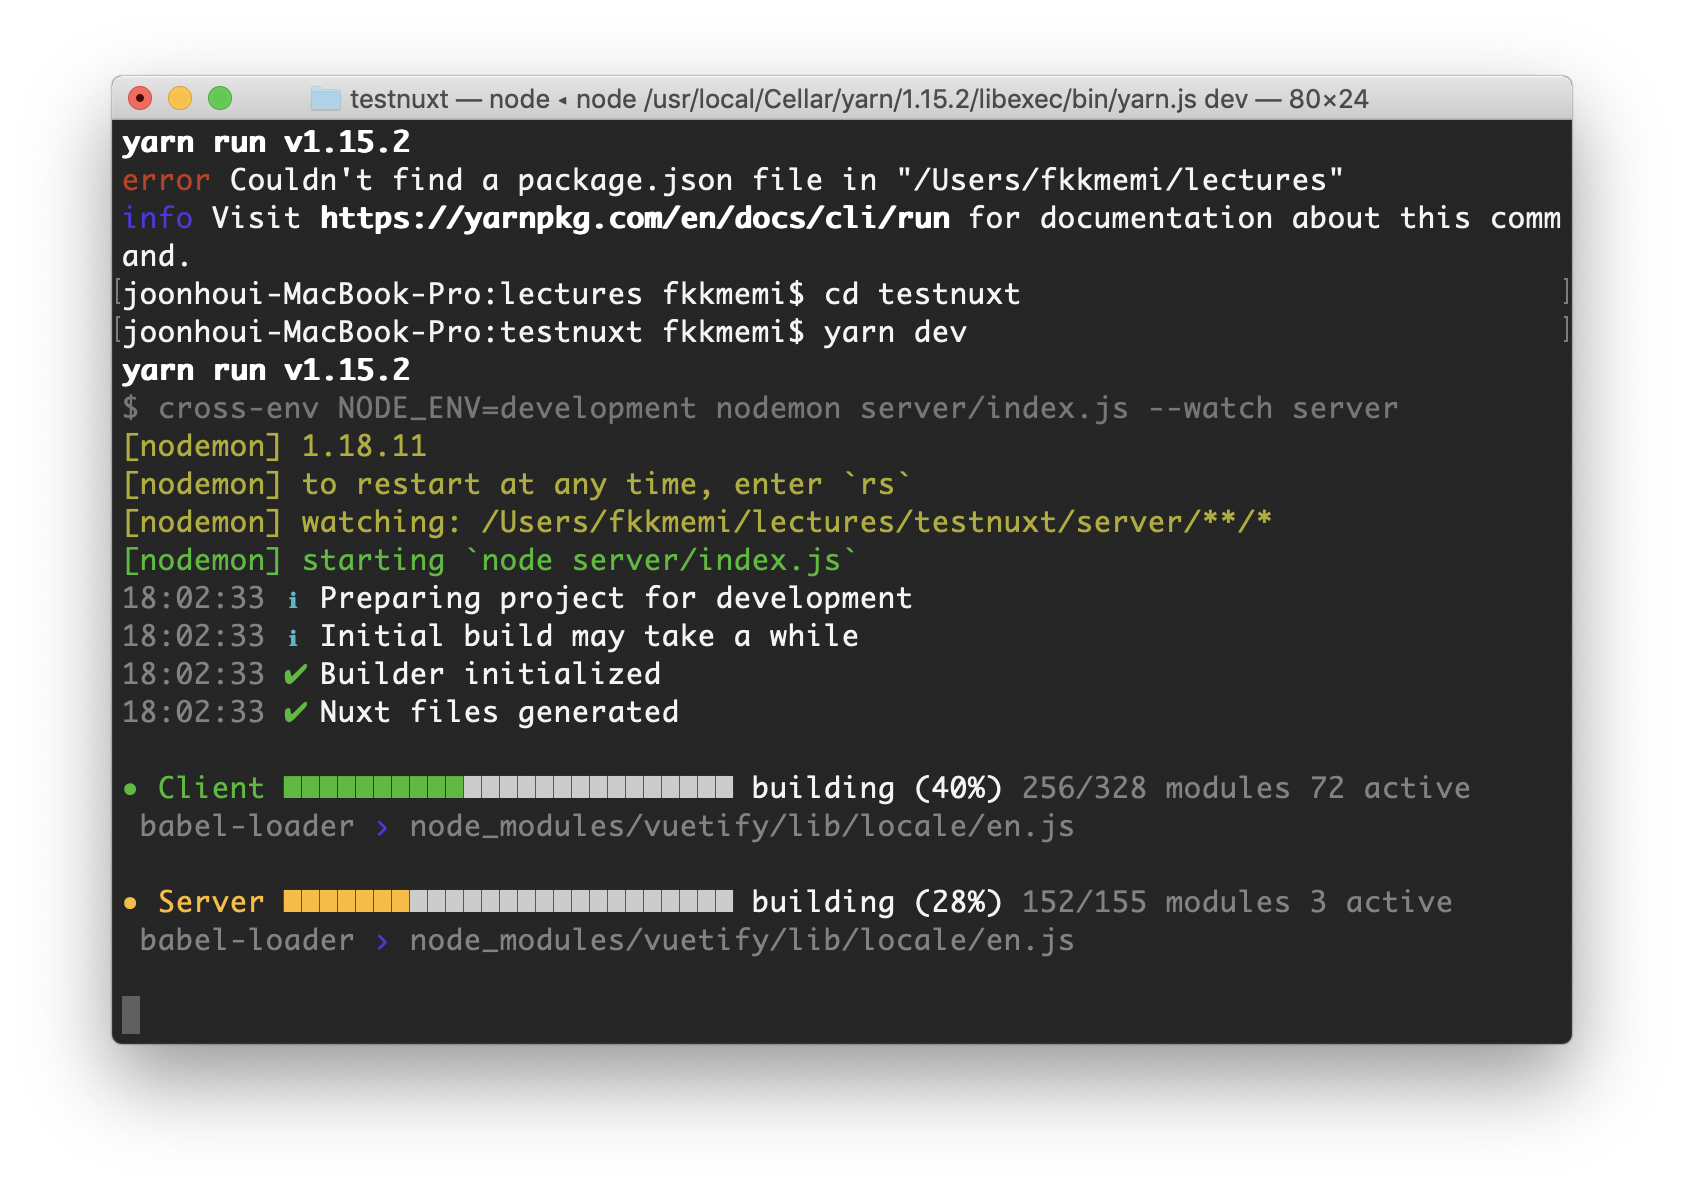 testnuxt — node ◂ node /usr/local/Cellar/yarn/1.15.2/libexec/bin/yarn.js dev — 80×24
yarn run v1.15.2
error Couldn't find a package.json file in "/Users/fkkmemi/lectures"
info Visit https://yarnpkg.com/en/docs/cli/run for documentation about this comm
and.
[joonhoui-MacBook-Pro:lectures fkkmemi$ cd testnuxt ]
[joonhoui-MacBook-Pro:testnuxt fkkmemi$ yarn dev ]
yarn run v1.15.2
$ cross-env NODE_ENV=development nodemon server/index.js --watch server
[nodemon] 1.18.11
[nodemon] to restart at any time, enter `rs`
[nodemon] watching: /Users/fkkmemi/lectures/testnuxt/server/**/*
[nodemon] starting `node server/index.js`
18:02:33 ℹ Preparing project for development
18:02:33 ℹ Initial build may take a while
18:02:33 ✔ Builder initialized
18:02:33 ✔ Nuxt files generated
● Client building (40%) 256/328 modules 72 active
babel-loader › node_modules/vuetify/lib/locale/en.js
● Server building (28%) 152/155 modules 3 active
babel-loader › node_modules/vuetify/lib/locale/en.js